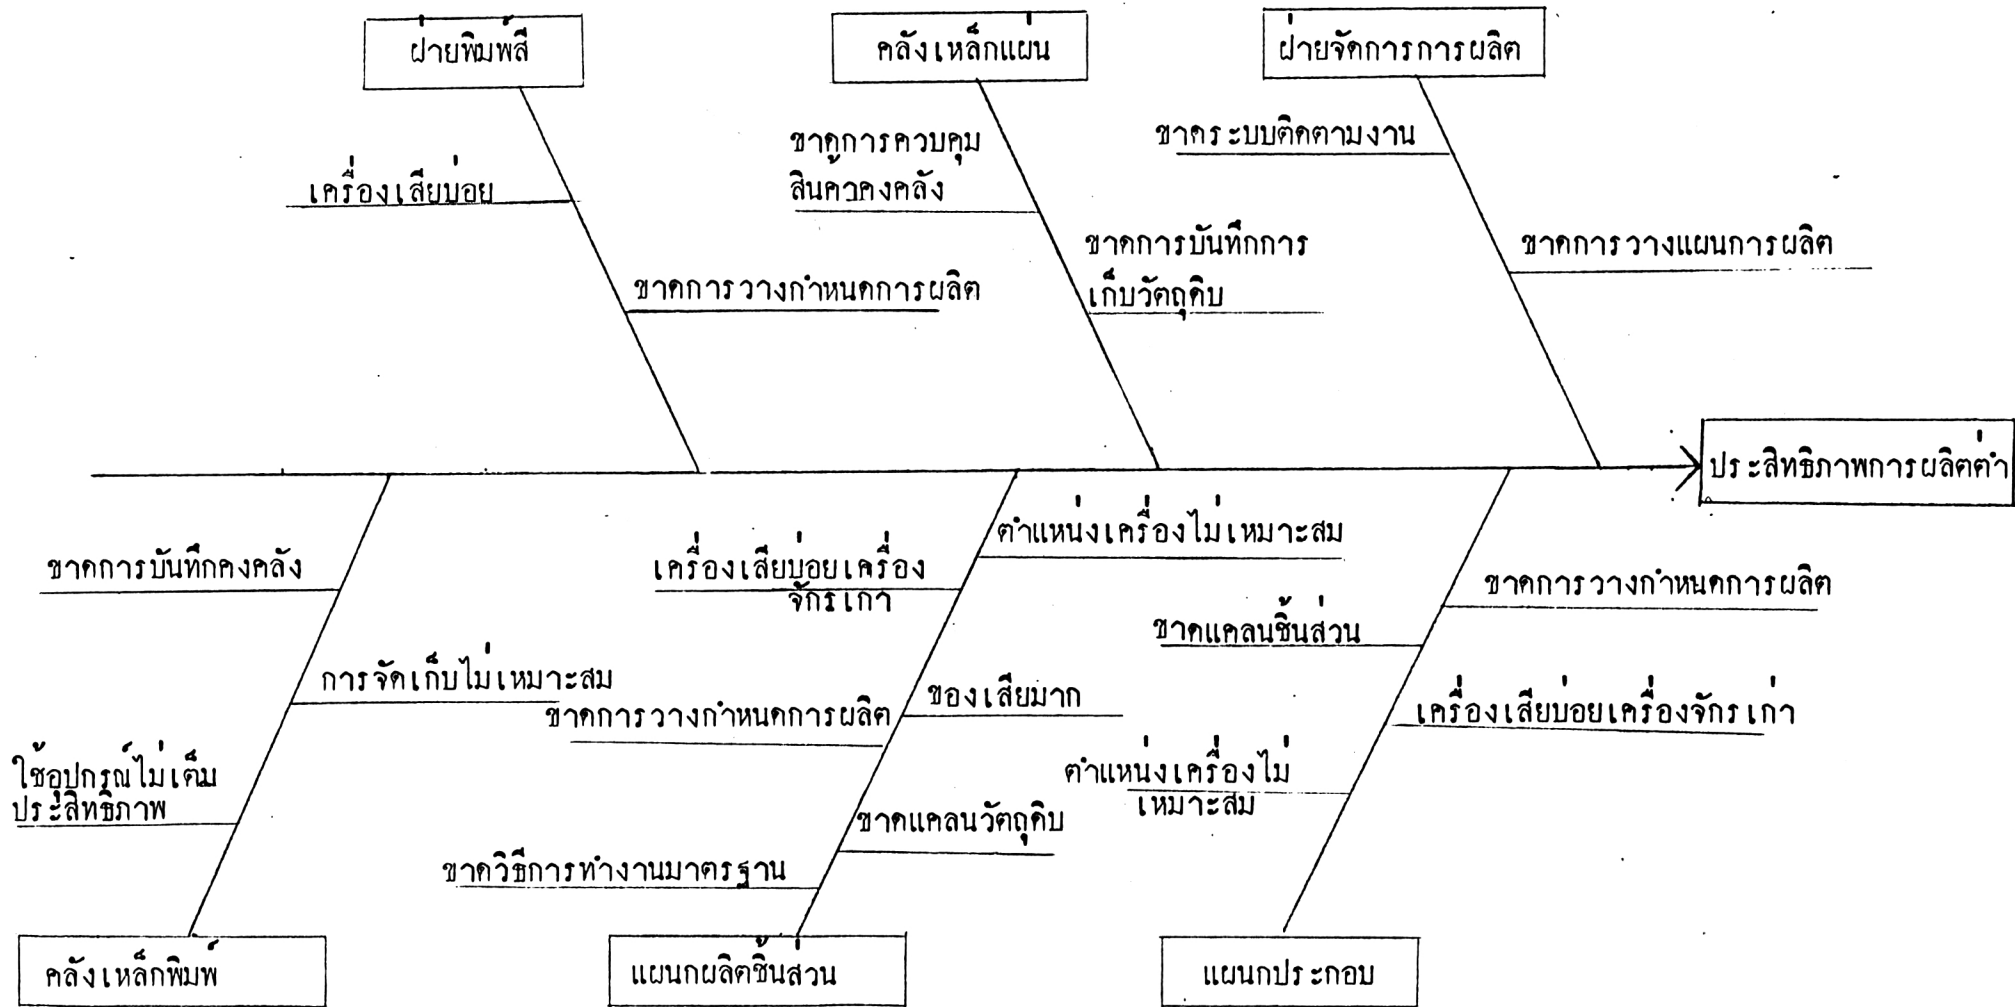 ฝ่ายพิมพ์สี
คลังเหล็กแผ่น
ฝ่ายจัดการการผลิต
ขาดการควบคุม
สินค้าคงคลัง
ขาดระบบติดตามงาน
เครื่องเสียบ่อย
ขาดการบันทึกการ
เก็บวัตถุดิบ
ขาดการวางแผนการผลิต
ขาดการวางกำหนดการผลิต
ประสิทธิภาพการผลิตต่ำ
ขาดการบันทึกคงคลัง
เครื่องเสียบ่อยเครื่อง
จักรเก่า
ตำแหน่งเครื่องไม่เหมาะสม
ขาดการวางกำหนดการผลิต
ขาดแคลนชิ้นส่วน
การจัดเก็บไม่เหมาะสม
ขาดการวางกำหนดการผลิต
ของเสียมาก
เครื่องเสียบ่อยเครื่องจักรเก่า
ใช้อุปกรณ์ไม่เต็ม
ประสิทธิภาพ
ตำแหน่งเครื่องไม่
เหมาะสม
ขาดแคลนวัตถุดิบ
ขาดวิธีการทำงานมาตรฐาน
คลังเหล็กพิมพ์
แผนกผลิตชิ้นส่วน
แผนกประกอบ